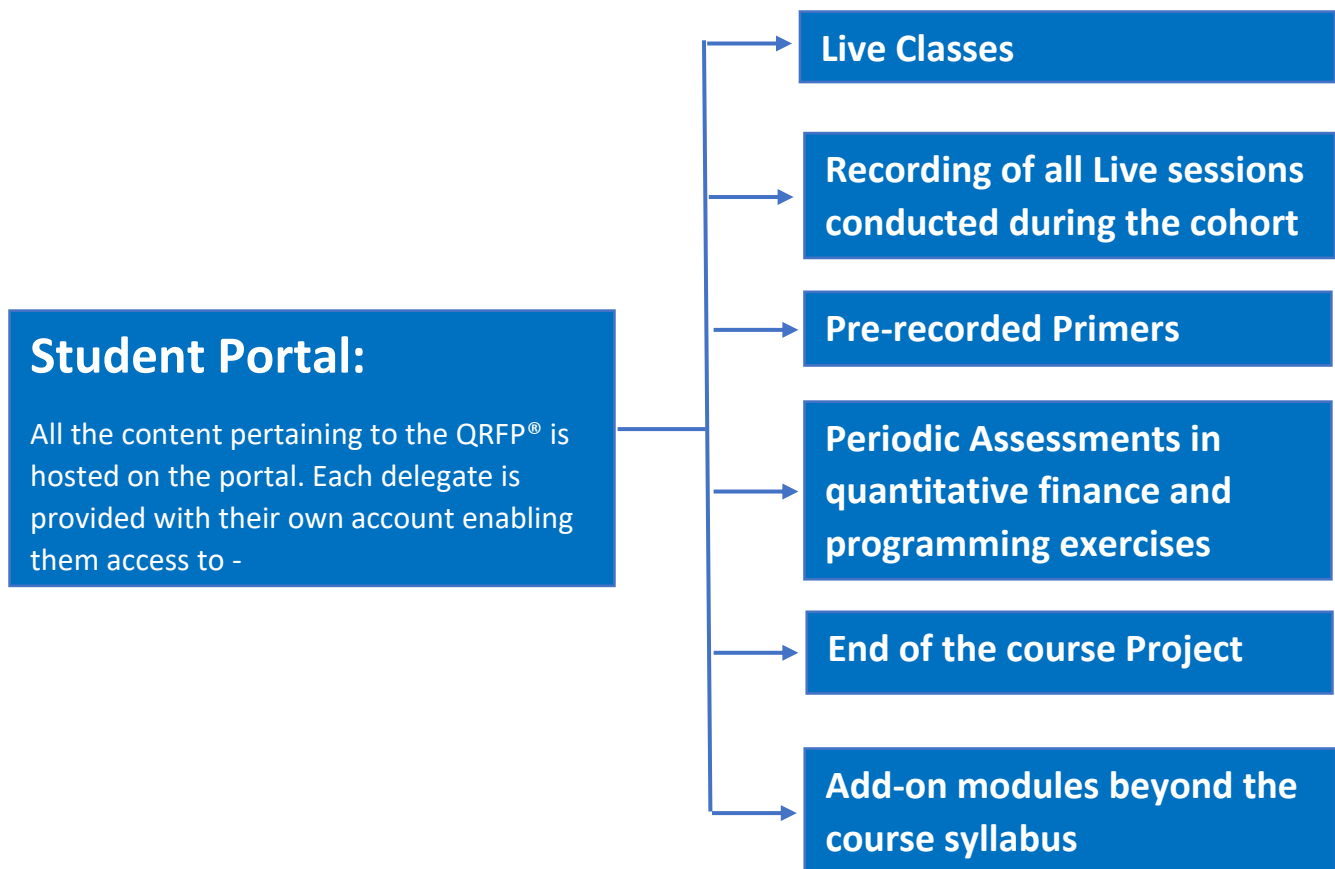 Student Portal:
All the content pertaining to the QRFP® is
hosted on the portal. Each delegate is
provided with their own account enabling
them access to -
Live Classes
Recording of all Live sessions
conducted during the cohort
Pre-recorded Primers
Periodic Assessments in
quantitative finance and
programming exercises
End of the course Project
Add-on modules beyond the
course syllabus